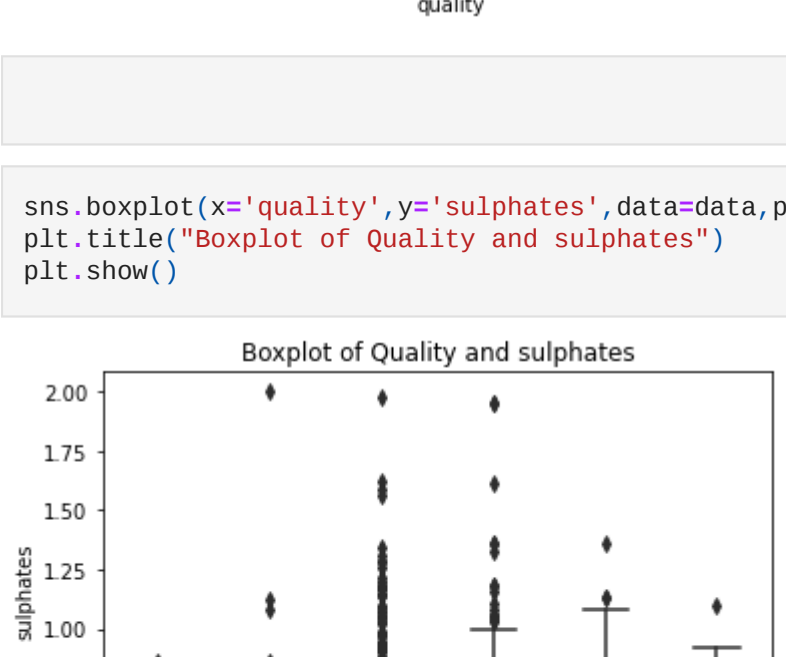 quality
sns.boxplot(x='quality',y='sulphates',data=data,p
plt.title("Boxplot of Quality and sulphates")
plt.show()
Boxplot of Quality and sulphates
2.00
1.75
1.50
1.25
1.00
sulphates